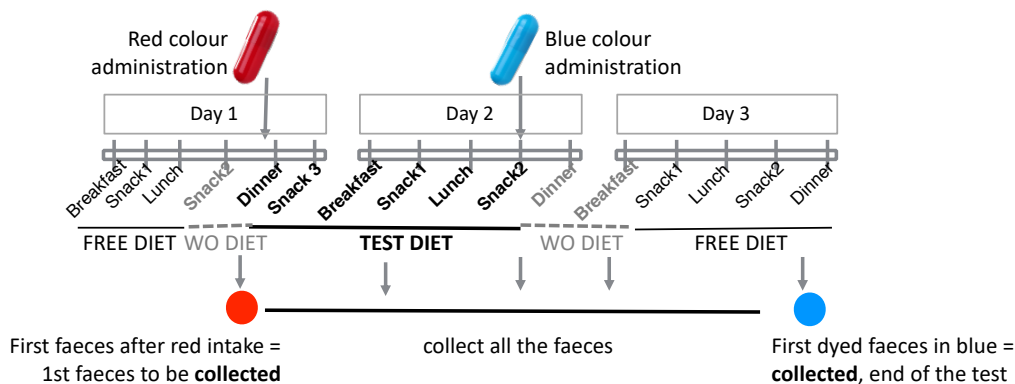 Red colour
administration
Blue colour
administration
Day 1
Day 2
Day 3
Breakfast
Snack1
Lunch
Snack2
Dinner
Snack 3
Breakfast
Snack1
Lunch
Snack2
Dinner
Breakfast
Snack1
Lunch
Snack2
Dinner
FREE DIET
WO DIET
TEST DIET
WO DIET
FREE DIET
First faeces after red intake =
1st faeces to be collected
collect all the faeces
First dyed faeces in blue =
collected, end of the test